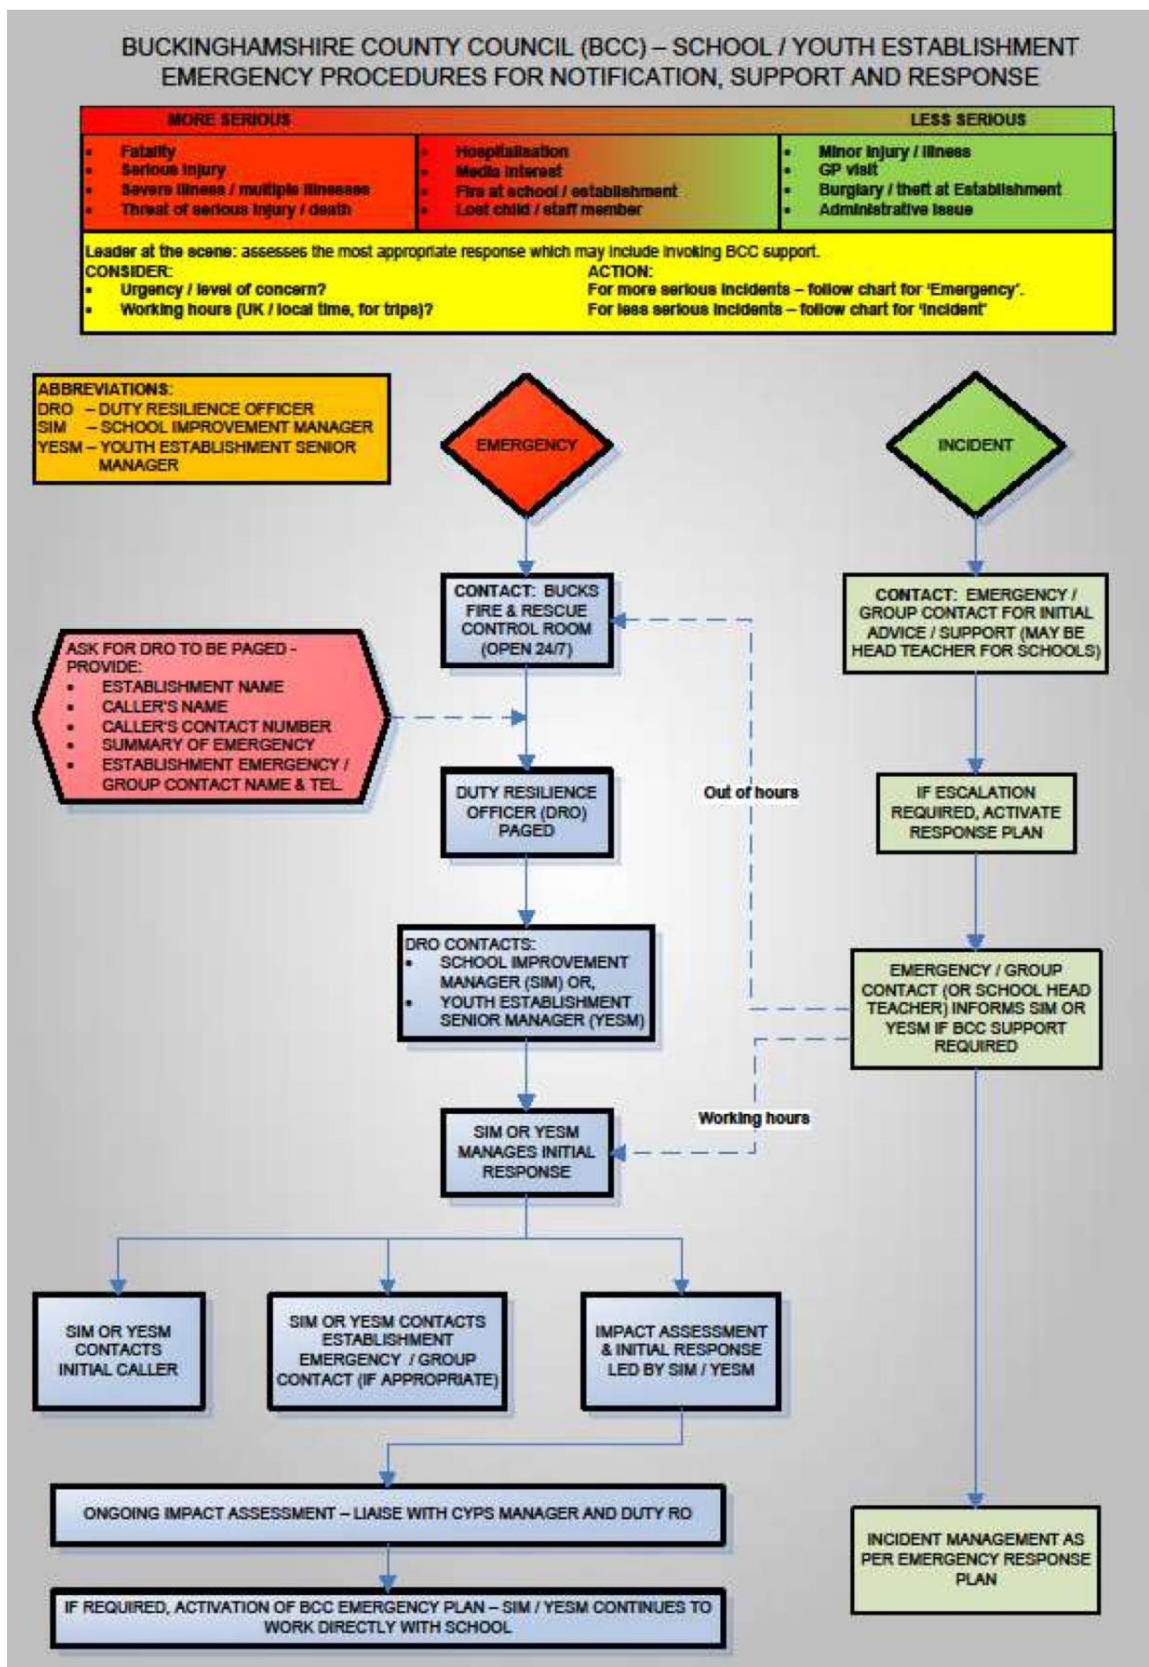 BUCKINGHAMSHIRE COUNTY COUNCIL (BCC) – SCHOOL / YOUTH ESTABLISHMENT
EMERGENCY PROCEDURES FOR NOTIFICATION, SUPPORT AND RESPONSE
MORE SERIOUS
LESS SERIOUS
• Fatality
• Serious Injury
• Severe Illness / multiple Illnesses
• Threat of serious Injury / death
• Hospitalisation
• Media Interest
• Fire at school / establishment
• Lost child / staff member
• Minor Injury / Illness
• GP visit
• Burglary / theft at Establishment
• Administrative Issue
Leader at the scene: assesses the most appropriate response which may include invoking BCC support.
CONSIDER:
• Urgency / level of concern?
• Working hours (UK / local time, for trips)?
ACTION:
For more serious Incidents – follow chart for 'Emergency'.
For less serious Incidents – follow chart for 'Incident'
ABBREVIATIONS:
DRO – DUTY RESILIENCE OFFICER
SIM – SCHOOL IMPROVEMENT MANAGER
YESM – YOUTH ESTABLISHMENT SENIOR
MANAGER
EMERGENCY
INCIDENT
CONTACT: BUCKS
FIRE & RESCUE
CONTROL ROOM
(OPEN 24/7)
CONTACT: EMERGENCY /
GROUP CONTACT FOR INITIAL
ADVICE / SUPPORT (MAY BE
HEAD TEACHER FOR SCHOOLS)
ASK FOR DRO TO BE PAGED -
PROVIDE:
• ESTABLISHMENT NAME
• CALLER'S NAME
• CALLER'S CONTACT NUMBER
• SUMMARY OF EMERGENCY
• ESTABLISHMENT EMERGENCY /
GROUP CONTACT NAME & TEL.
DUTY RESILIENCE
OFFICER (DRO)
PAGED
Out of hours
IF ESCALATION
REQUIRED, ACTIVATE
RESPONSE PLAN
DRO CONTACTS:
• SCHOOL IMPROVEMENT
MANAGER (SIM) OR,
• YOUTH ESTABLISHMENT
SENIOR MANAGER (YESM)
EMERGENCY / GROUP
CONTACT (OR SCHOOL HEAD
TEACHER) INFORMS SIM OR
YESM IF BCC SUPPORT
REQUIRED
Working hours
SIM OR YESM
MANAGES INITIAL
RESPONSE
SIM OR YESM
CONTACTS
INITIAL CALLER
SIM OR YESM CONTACTS
ESTABLISHMENT
EMERGENCY / GROUP
CONTACT (IF APPROPRIATE)
IMPACT ASSESSMENT
& INITIAL RESPONSE
LED BY SIM / YESM
ONGOING IMPACT ASSESSMENT – LIAISE WITH CYPS MANAGER AND DUTY RO
INCIDENT MANAGEMENT AS
PER EMERGENCY RESPONSE
PLAN
IF REQUIRED, ACTIVATION OF BCC EMERGENCY PLAN – SIM / YESM CONTINUES TO
WORK DIRECTLY WITH SCHOOL